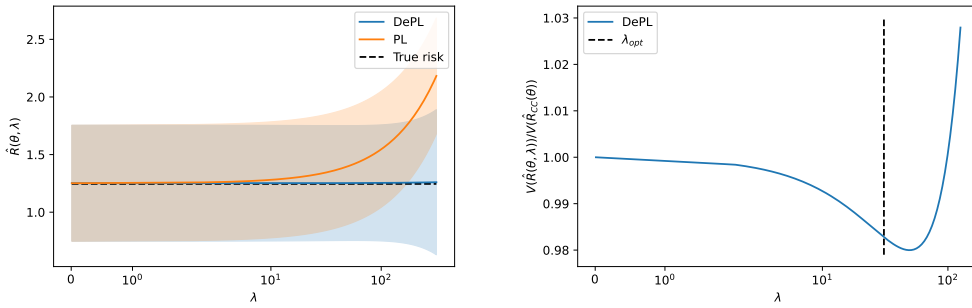 DePL
PL
True risk
2.5
2.0
1.5
1.0
R̂(θ, λ)
0
10⁰
10¹
10²
λ
DePL
λ_opt
1.03
1.02
1.01
1.00
0.99
0.98
V(R̂(θ, λ))/V(R̂_CC(θ))
0
10⁰
10¹
10²
λ